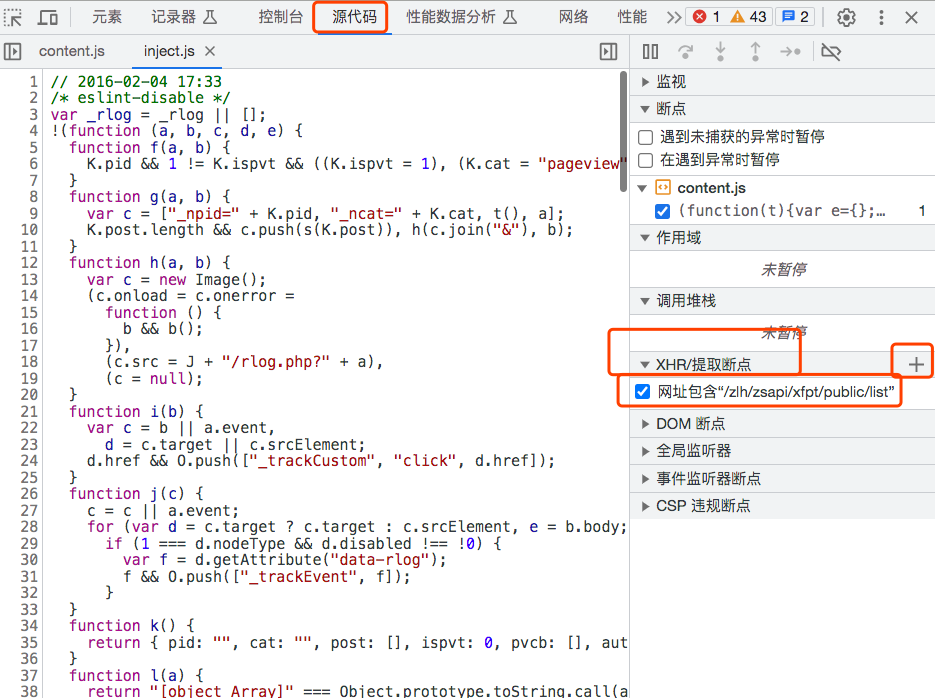 元素 记录器 控制台 源代码 性能数据分析 网络 性能 1 43 2
content.js inject.js
1 // 2016-02-04 17:33
2 /* eslint-disable */
3 var _rlog = _rlog || [];
4 !(function (a, b, c, d, e) {
5 function f(a, b) {
6 K.pid && 1 != K.ispvt && ((K.ispvt = 1), (K.cat = "pageview"
7 }
8 function g(a, b) {
9 var c = ["_npid=" + K.pid, "_ncat=" + K.cat, t(), a];
10 K.post.length && c.push(s(K.post)), h(c.join("&"), b);
11 }
12 function h(a, b) {
13 var c = new Image();
14 (c.onload = c.onerror =
15 function () {
16 b && b();
17 }),
18 (c.src = J + "/rlog.php?" + a),
19 (c = null);
20 }
21 function i(b) {
22 var c = b || a.event,
23 d = c.target || c.srcElement;
24 d.href && O.push(["_trackCustom", "click", d.href]);
25 }
26 function j(c) {
27 c = c || a.event;
28 for (var d = c.target ? c.target : c.srcElement, e = b.body;
29 if (1 === d.nodeType && d.disabled !== !0) {
30 var f = d.getAttribute("data-rlog");
31 f && O.push(["_trackEvent", f]);
32 }
33 }
34 function k() {
35 return { pid: "", cat: "", post: [], ispvt: 0, pvcb: [], aut
36 }
37 function l(a) {
38 return "[object Array]" === Object.prototype.toString.call(a
监视
断点
遇到未捕获的异常时暂停
在遇到异常时暂停
content.js
(function(t){var e={};… 1
作用域
未暂停
调用堆栈
未暂停
XHR/提取断点
网址包含“/zlh/zsapi/xfpt/public/list”
DOM 断点
全局监听器
事件监听器断点
CSP 违规断点